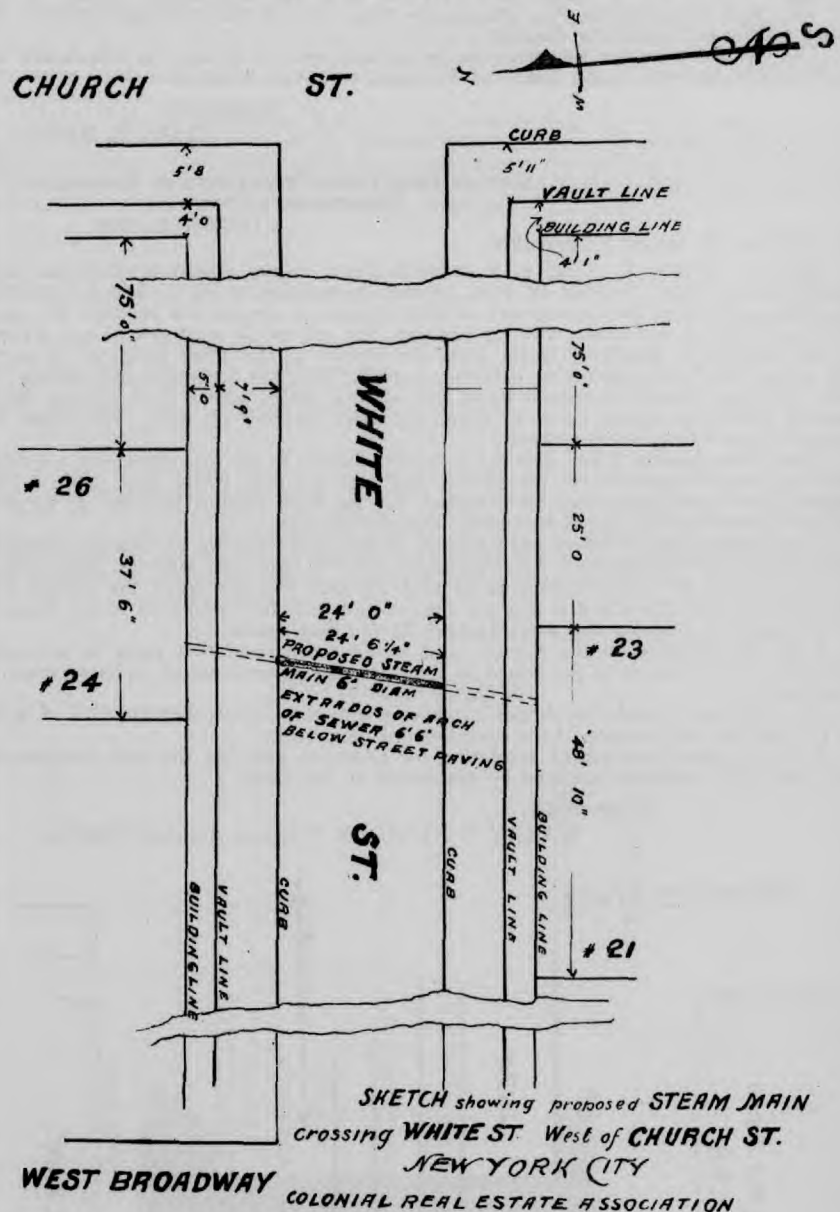 E
N S
W
CHURCH ST.
CURB
5'8
5'11"
VAULT LINE
4'0
BUILDING LINE
4'1"
75'0"
5'0
7'9"
WHITE
75'0"
# 26
25'0
37'6"
24' 0"
24' 6¼"
PROPOSED STEAM
MAIN 6" DIAM
# 23
# 24
EXTRADOS OF ARCH
OF SEWER 6'6"
BELOW STREET PAVING
48' 10"
ST.
BUILDING LINE
VAULT LINE
CURB
CURB
VAULT LINE
BUILDING LINE
# 21
SKETCH showing proposed STEAM MAIN
crossing WHITE ST West of CHURCH ST.
NEW YORK CITY
WEST BROADWAY
COLONIAL REAL ESTATE ASSOCIATION